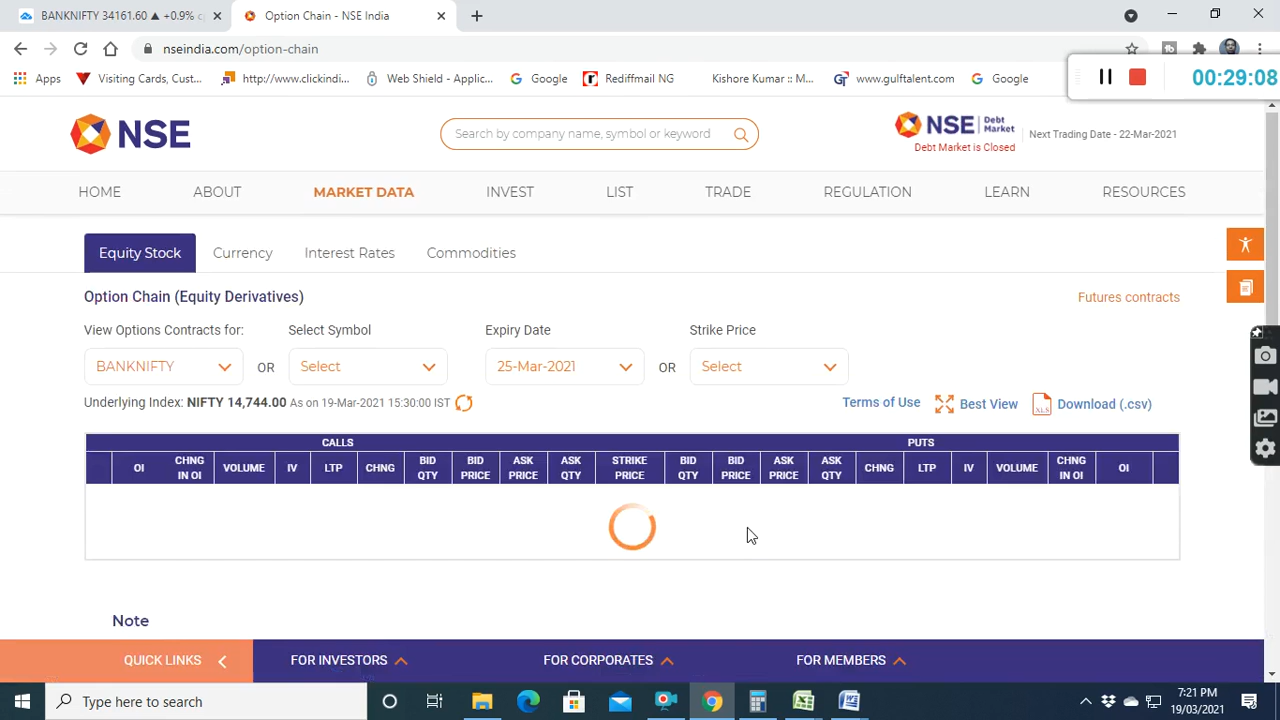 BANKNIFTY 34161.60 ▲ +0.9%
Option Chain - NSE India
nseindia.com/option-chain
Apps
Visiting Cards, Cust...
http://www.clickindi...
Web Shield - Applic...
Google
Rediffmail NG
Kishore Kumar :: M...
www.gulftalent.com
Google
00:29:08
NSE
Search by company name, symbol or keyword
NSE Debt Market
Debt Market is Closed
Next Trading Date - 22-Mar-2021
HOME ABOUT MARKET DATA INVEST LIST TRADE REGULATION LEARN RESOURCES
Equity Stock Currency Interest Rates Commodities
Option Chain (Equity Derivatives)
Futures contracts
View Options Contracts for: Select Symbol Expiry Date Strike Price
BANKNIFTY OR Select 25-Mar-2021 OR Select
Underlying Index: NIFTY 14,744.00 As on 19-Mar-2021 15:30:00 IST
Terms of Use Best View XLS Download (.csv)
CALLS PUTS
OI CHNG IN OI VOLUME IV LTP CHNG BID QTY BID PRICE ASK PRICE ASK QTY STRIKE PRICE BID QTY BID PRICE ASK PRICE ASK QTY CHNG LTP IV VOLUME CHNG IN OI OI
Note
QUICK LINKS FOR INVESTORS FOR CORPORATES FOR MEMBERS
Type here to search
7:21 PM
19/03/2021